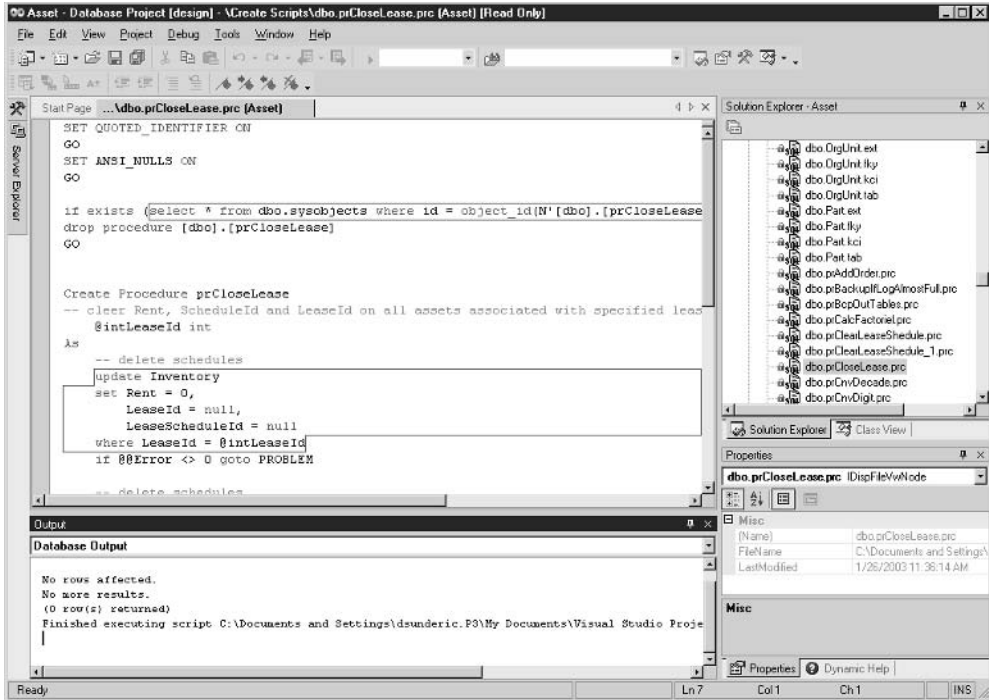 Asset - Database Project [design] - \Create Scripts\dbo.prCloseLease.prc (Asset) [Read Only]
File Edit View Project Debug Tools Window Help
Start Page ...\dbo.prCloseLease.prc (Asset)
Server Explorer
SET QUOTED_IDENTIFIER ON
GO
SET ANSI_NULLS ON
GO
if exists (select * from dbo.sysobjects where id = object_id(N'[dbo].[prCloseLease
drop procedure [dbo].[prCloseLease]
GO
Create Procedure prCloseLease
-- cleer Rent, ScheduleId and LeaseId on all assets associated with specified leas
@intLeaseId int
As
-- delete schedules
update Inventory
set Rent = 0,
LeaseId = null,
LeaseScheduleId = null
where LeaseId = @intLeaseId
if @@Error <> 0 goto PROBLEM
-- delete schedules
Output
Database Output
No rows affected.
No more results.
(0 row(s) returned)
Finished executing script C:\Documents and Settings\dsunderic.PS\My Documents\Visual Studio Proje
Solution Explorer - Asset
dbo.OrgUnit.ext
dbo.OrgUnit.fky
dbo.OrgUnit.kci
dbo.OrgUnit.tab
dbo.Part.ext
dbo.Part.fky
dbo.Part.kci
dbo.Part.tab
dbo.prAddOrder.prc
dbo.prBackupIfLogAlmostFull.prc
dbo.prBcpOutTables.prc
dbo.prCalcFactoriel.prc
dbo.prClearLeaseShedule.prc
dbo.prClearLeaseShedule_1.prc
dbo.prCloseLease.prc
dbo.prCnvDecade.prc
dbo.prCnvDigit.prc
Solution Explorer Class View
Properties
dbo.prCloseLease.prc IDispFileVwNode
Misc
(Name) dbo.prCloseLease.prc
FileName C:\Documents and Settings\
LastModified 1/26/2003 11:36:14 AM
Misc
Properties Dynamic Help
Ready Ln 7 Col 1 Ch 1 INS